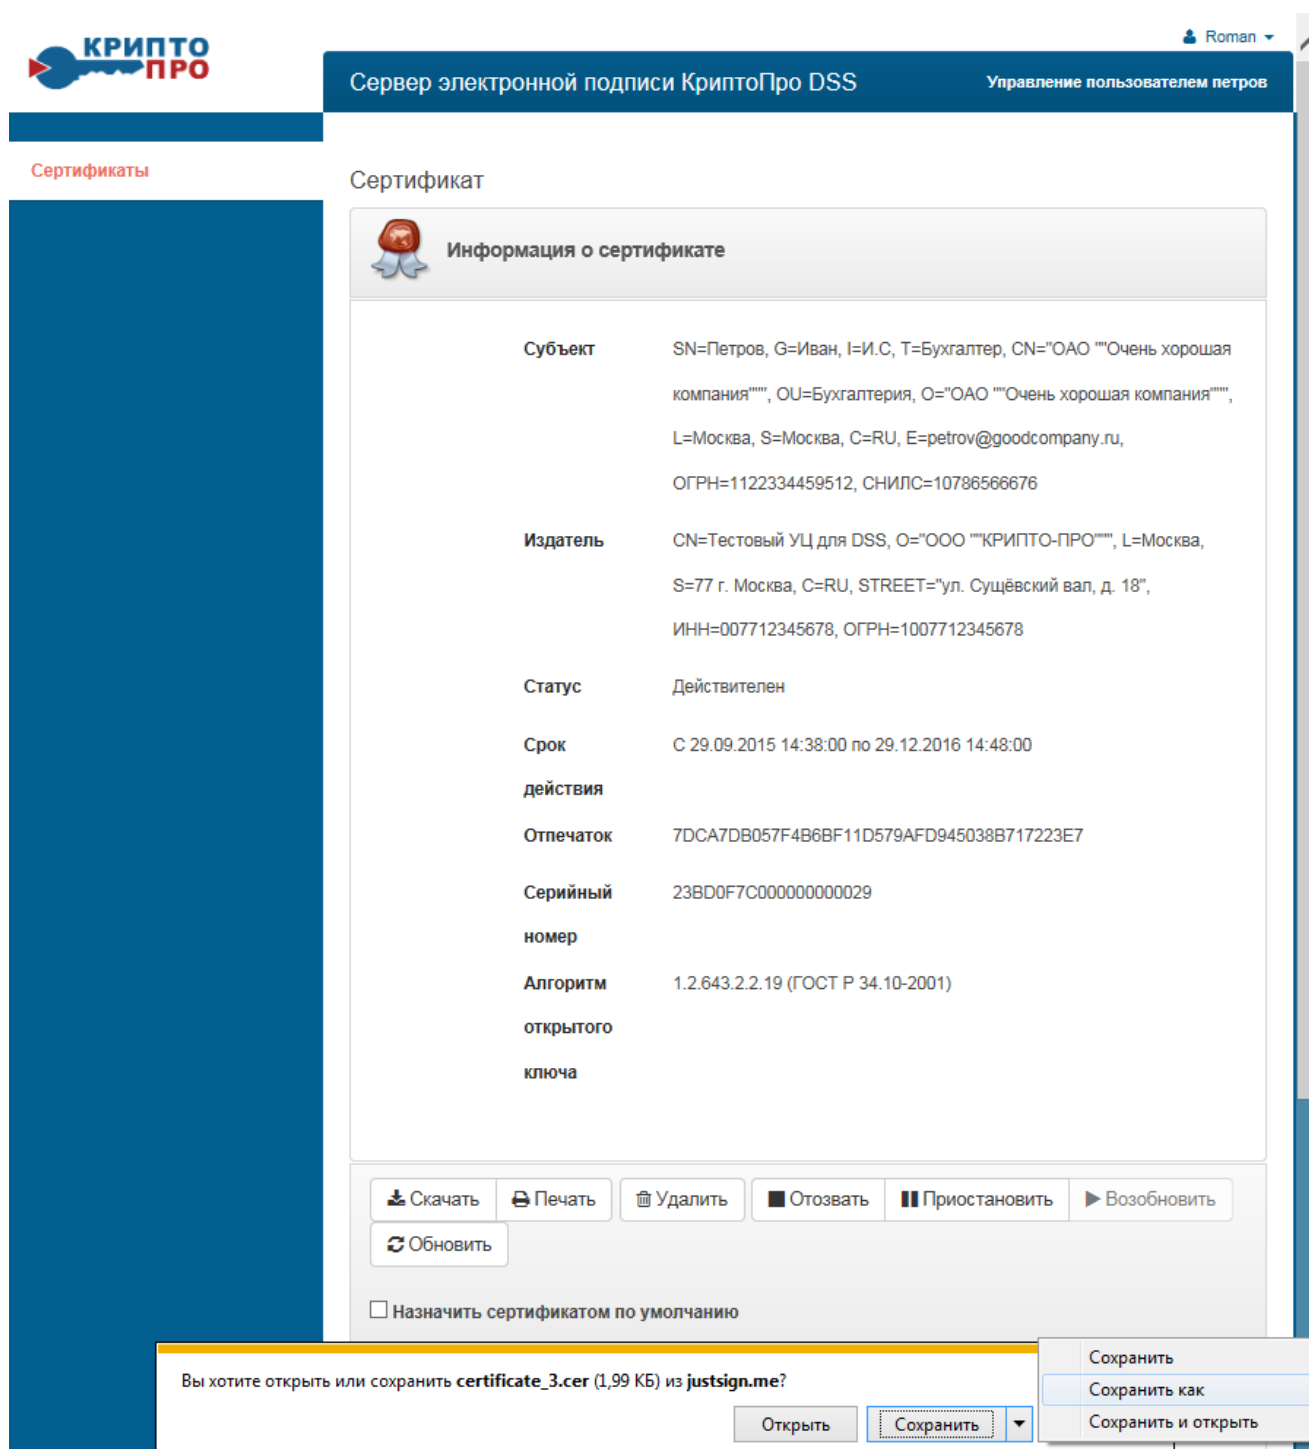 КРИПТО
ПРО
Roman
Сервер электронной подписи КриптоПро DSS
Управление пользователем петров
Сертификаты
Сертификат
Информация о сертификате
Субъект
SN=Петров, G=Иван, I=И.С, T=Бухгалтер, CN="ОАО ""Очень хорошая
компания""", OU=Бухгалтерия, O="ОАО ""Очень хорошая компания""",
L=Москва, S=Москва, C=RU, E=petrov@goodcompany.ru,
ОГРН=1122334459512, СНИЛС=10786566676
Издатель
CN=Тестовый УЦ для DSS, O="ООО ""КРИПТО-ПРО""", L=Москва,
S=77 г. Москва, C=RU, STREET="ул. Сущёвский вал, д. 18",
ИНН=007712345678, ОГРН=1007712345678
Статус
Действителен
Срок
действия
С 29.09.2015 14:38:00 по 29.12.2016 14:48:00
Отпечаток
7DCA7DB057F4B6BF11D579AFD945038B717223E7
Серийный
номер
23BD0F7C000000000029
Алгоритм
открытого
ключа
1.2.643.2.2.19 (ГОСТ Р 34.10-2001)
Скачать
Печать
Удалить
Отозвать
Приостановить
Возобновить
Обновить
Назначить сертификатом по умолчанию
Вы хотите открыть или сохранить certificate_3.cer (1,99 КБ) из justsign.me?
Открыть
Сохранить
Сохранить
Сохранить как
Сохранить и открыть